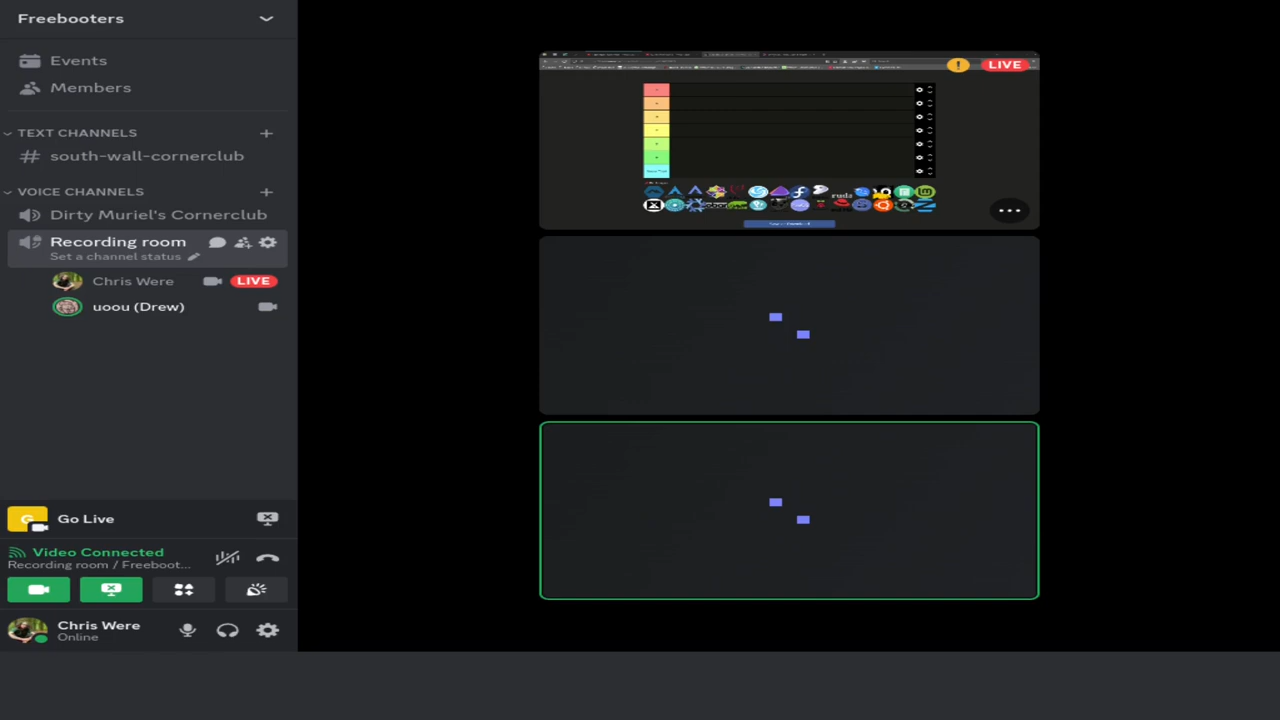 Freebooters
Events
Members
TEXT CHANNELS
south-wall-cornerclub
VOICE CHANNELS
Dirty Muriel's Cornerclub
Recording room
Set a channel status
Chris Were
LIVE
uoou (Drew)
G
Go Live
Video Connected
Recording room / Freeboot...
Chris Were
Online
LIVE
ruda